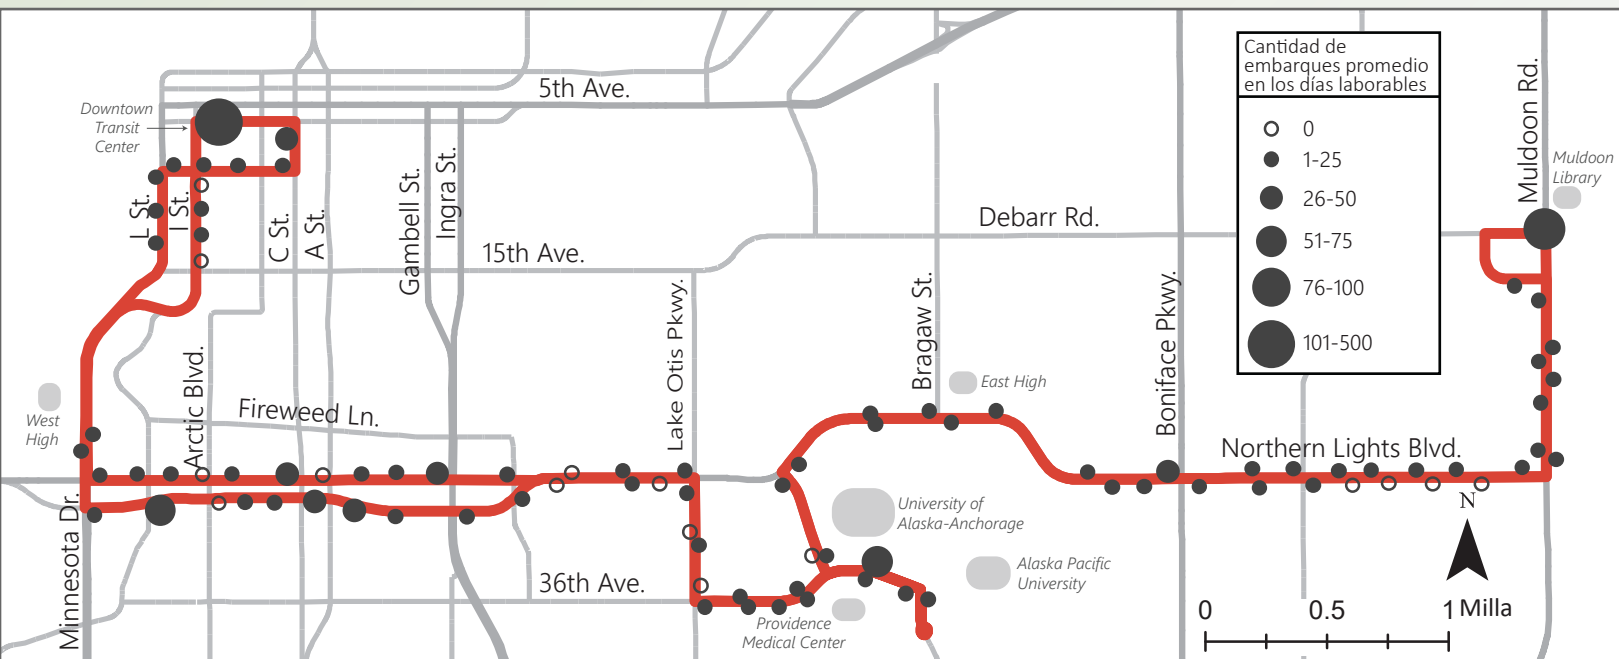 5th Ave.
Downtown
Transit
Center
L St.
I St.
C St.
A St.
Gambell St.
Ingra St.
15th Ave.
Debarr Rd.
Cantidad de
embarques promedio
en los días laborables
0
1-25
26-50
51-75
76-100
101-500
Muldoon Rd.
Muldoon
Library
West
High
Arctic Blvd.
Fireweed Ln.
Lake Otis Pkwy.
Bragaw St.
East High
Boniface Pkwy.
Northern Lights Blvd.
Minnesota Dr.
36th Ave.
University of
Alaska-Anchorage
Alaska Pacific
University
Providence
Medical Center
N
0 0.5 1 Milla